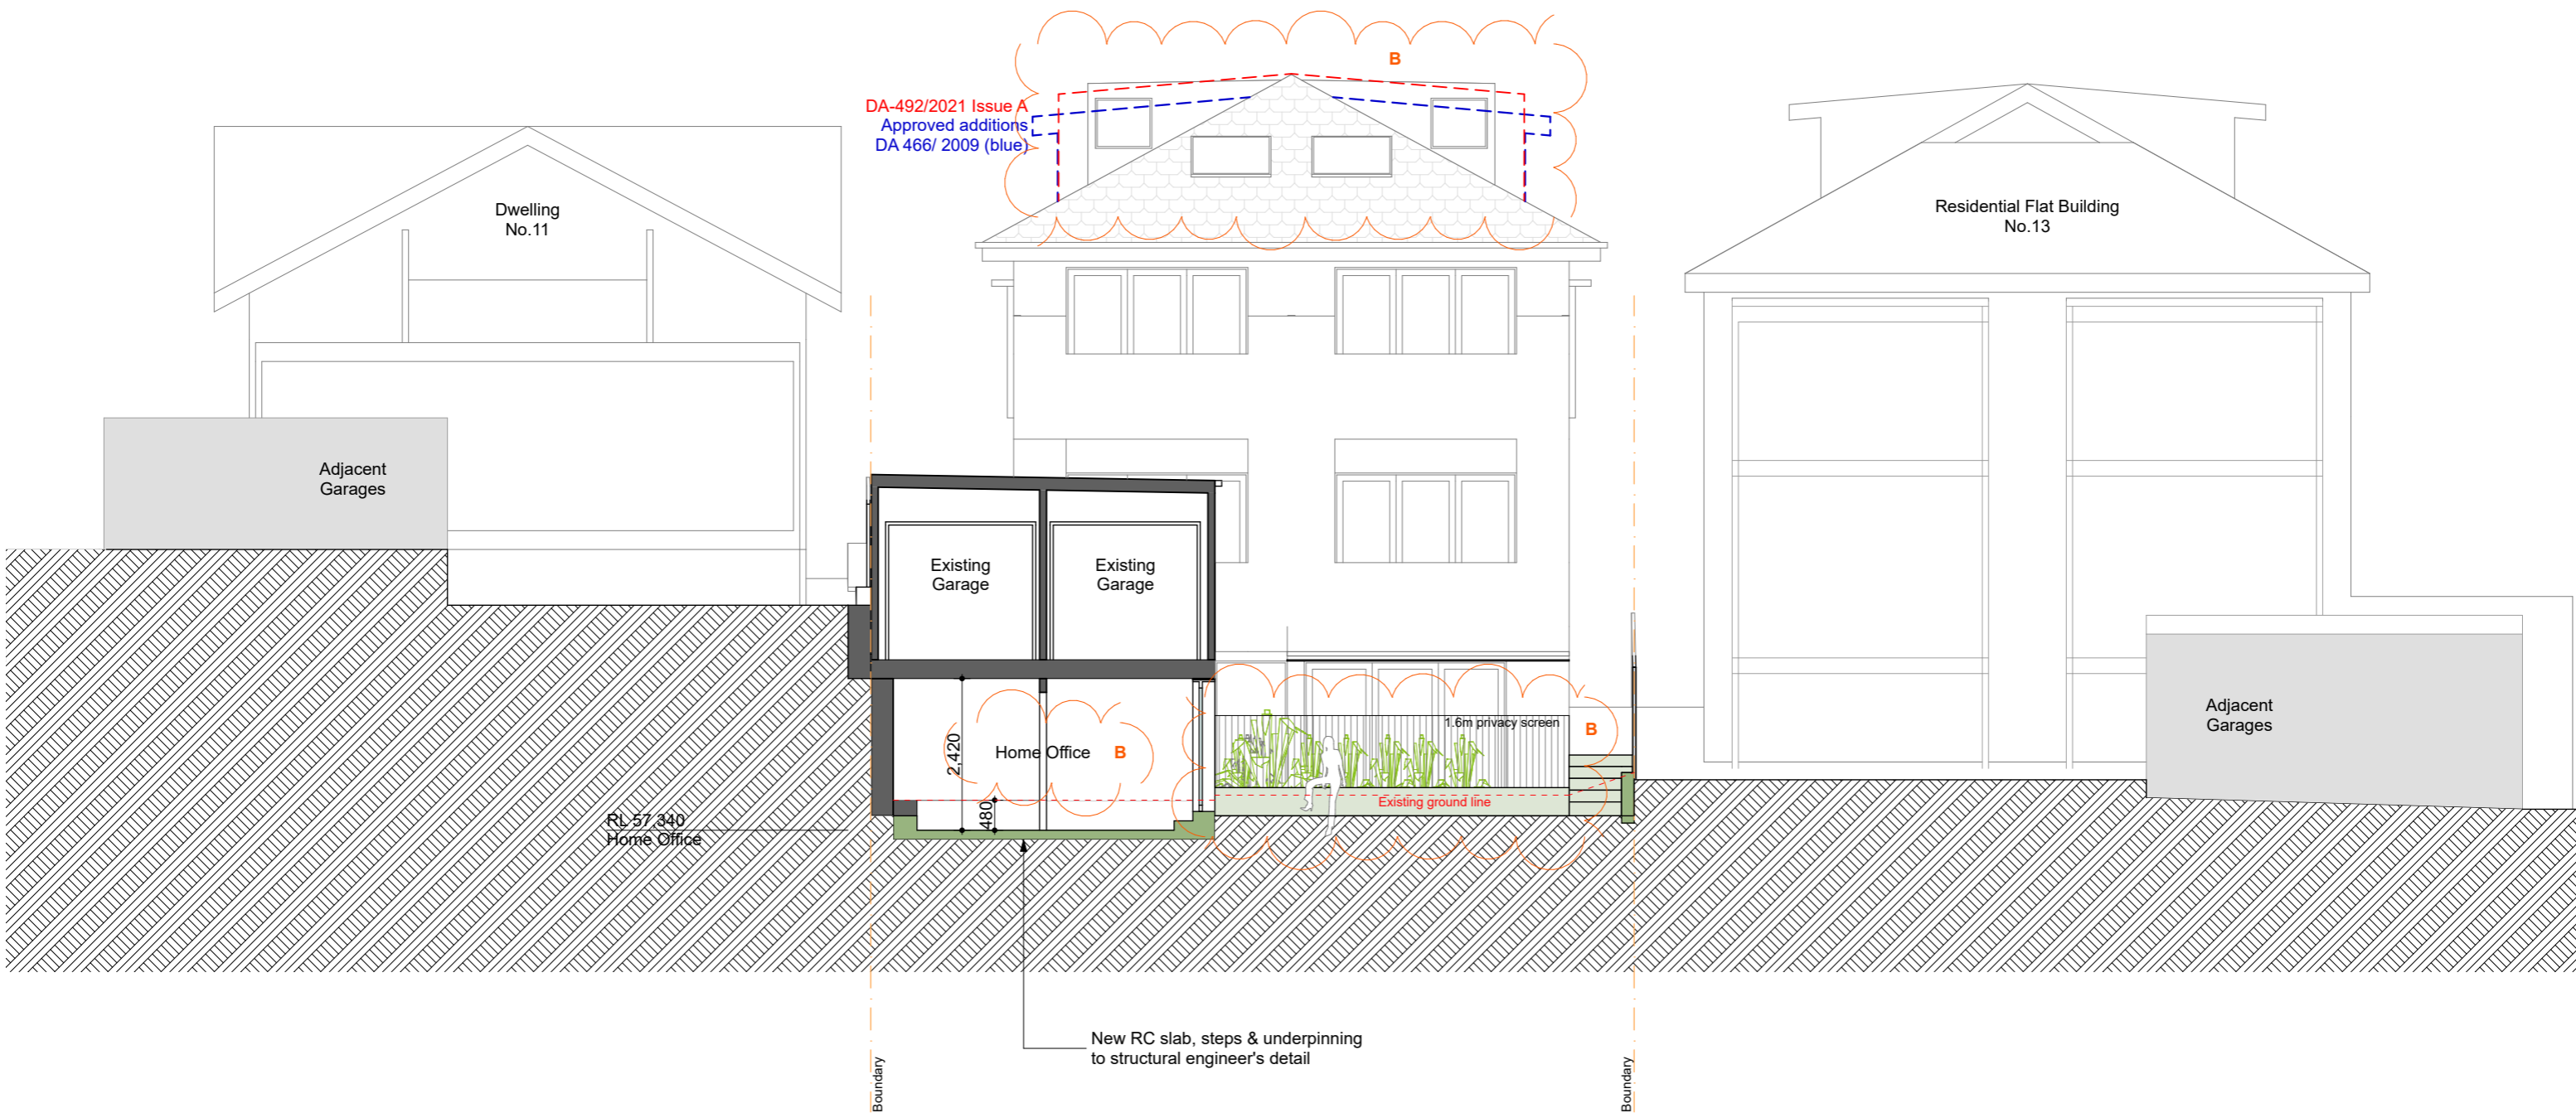 B
DA-492/2021 Issue A
Approved additions
DA 466/ 2009 (blue)
Dwelling
No.11
Residential Flat Building
No.13
Adjacent
Garages
Existing
Garage
Existing
Garage
Adjacent
Garages
1.6m privacy screen
B
2,420
Home Office
B
480
Existing ground line
RL 57,340
Home Office
New RC slab, steps & underpinning
to structural engineer's detail
Boundary
Boundary